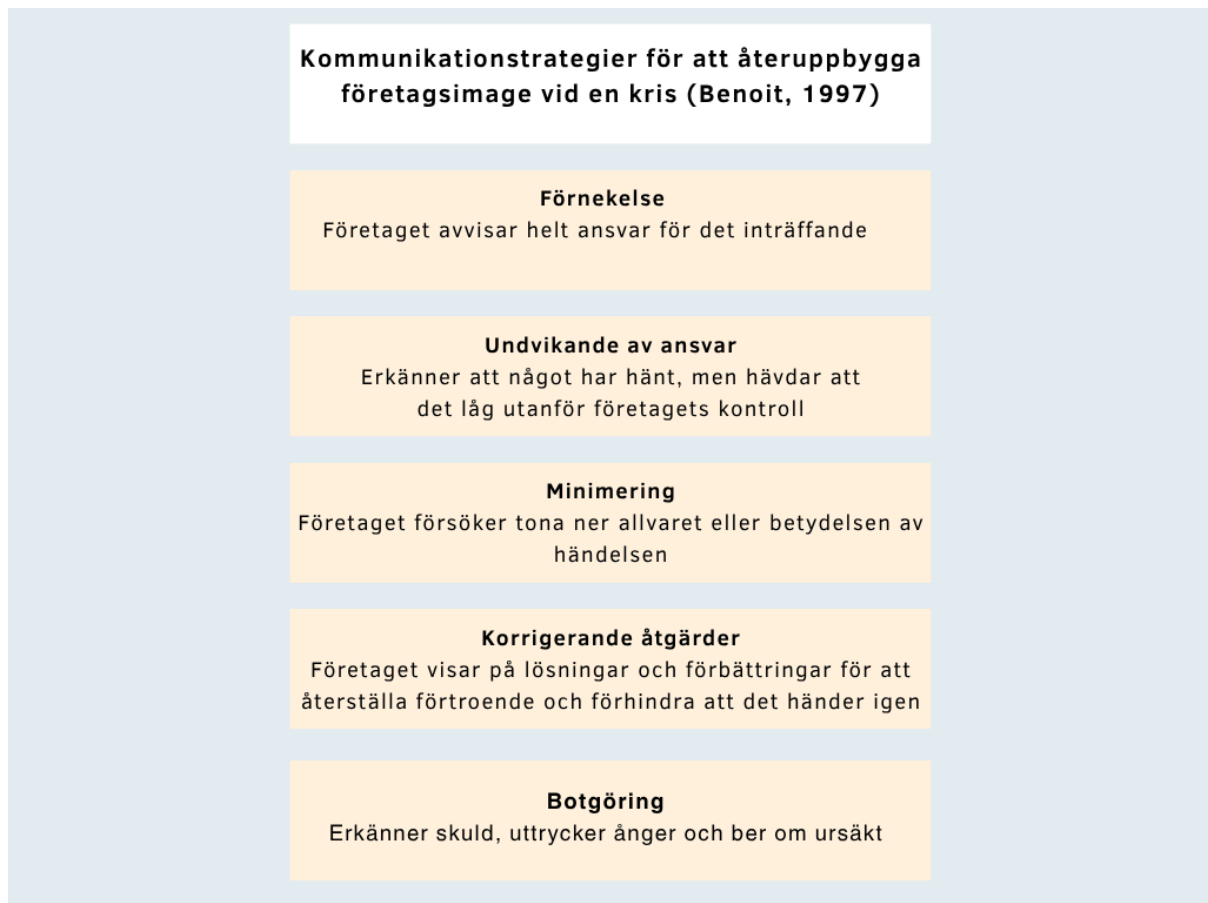 Kommunikationstrategier för att återuppbygga
företagsimage vid en kris (Benoit, 1997)
Förnekelse
Företaget avvisar helt ansvar för det inträffande
Undvikande av ansvar
Erkänner att något har hänt, men hävdar att
det låg utanför företagets kontroll
Minimering
Företaget försöker tona ner allvaret eller betydelsen av
händelsen
Korrigerande åtgärder
Företaget visar på lösningar och förbättringar för att
återställa förtroende och förhindra att det händer igen
Botgöring
Erkänner skuld, uttrycker ånger och ber om ursäkt